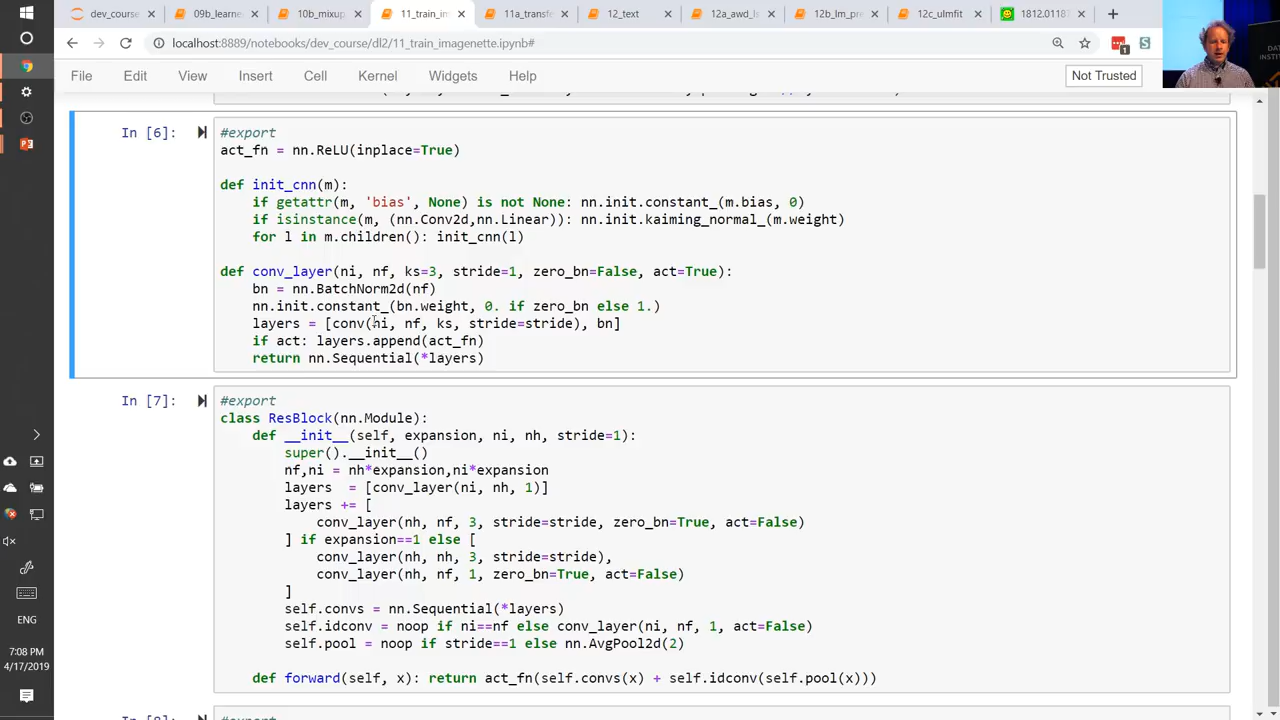 dev_course/
09b_learne
10b_mixup
11_train_im
11a_transfe
12_text
12a_awd_ls
12b_lm_pre
12c_ulmfit
1812.01187
localhost:8889/notebooks/dev_course/dl2/11_train_imagenette.ipynb#
File Edit View Insert Cell Kernel Widgets Help
Not Trusted
In [6]:
#export
act_fn = nn.ReLU(inplace=True)
def init_cnn(m):
if getattr(m, 'bias', None) is not None: nn.init.constant_(m.bias, 0)
if isinstance(m, (nn.Conv2d,nn.Linear)): nn.init.kaiming_normal_(m.weight)
for l in m.children(): init_cnn(l)
def conv_layer(ni, nf, ks=3, stride=1, zero_bn=False, act=True):
bn = nn.BatchNorm2d(nf)
nn.init.constant_(bn.weight, 0. if zero_bn else 1.)
layers = [conv(ni, nf, ks, stride=stride), bn]
if act: layers.append(act_fn)
return nn.Sequential(*layers)
In [7]:
#export
class ResBlock(nn.Module):
def __init__(self, expansion, ni, nh, stride=1):
super().__init__()
nf,ni = nh*expansion,ni*expansion
layers = [conv_layer(ni, nh, 1)]
layers += [
conv_layer(nh, nf, 3, stride=stride, zero_bn=True, act=False)
] if expansion==1 else [
conv_layer(nh, nh, 3, stride=stride),
conv_layer(nh, nf, 1, zero_bn=True, act=False)
]
self.convs = nn.Sequential(*layers)
self.idconv = noop if ni==nf else conv_layer(ni, nf, 1, act=False)
self.pool = noop if stride==1 else nn.AvgPool2d(2)
def forward(self, x): return act_fn(self.convs(x) + self.idconv(self.pool(x)))
ENG
7:08 PM
4/17/2019